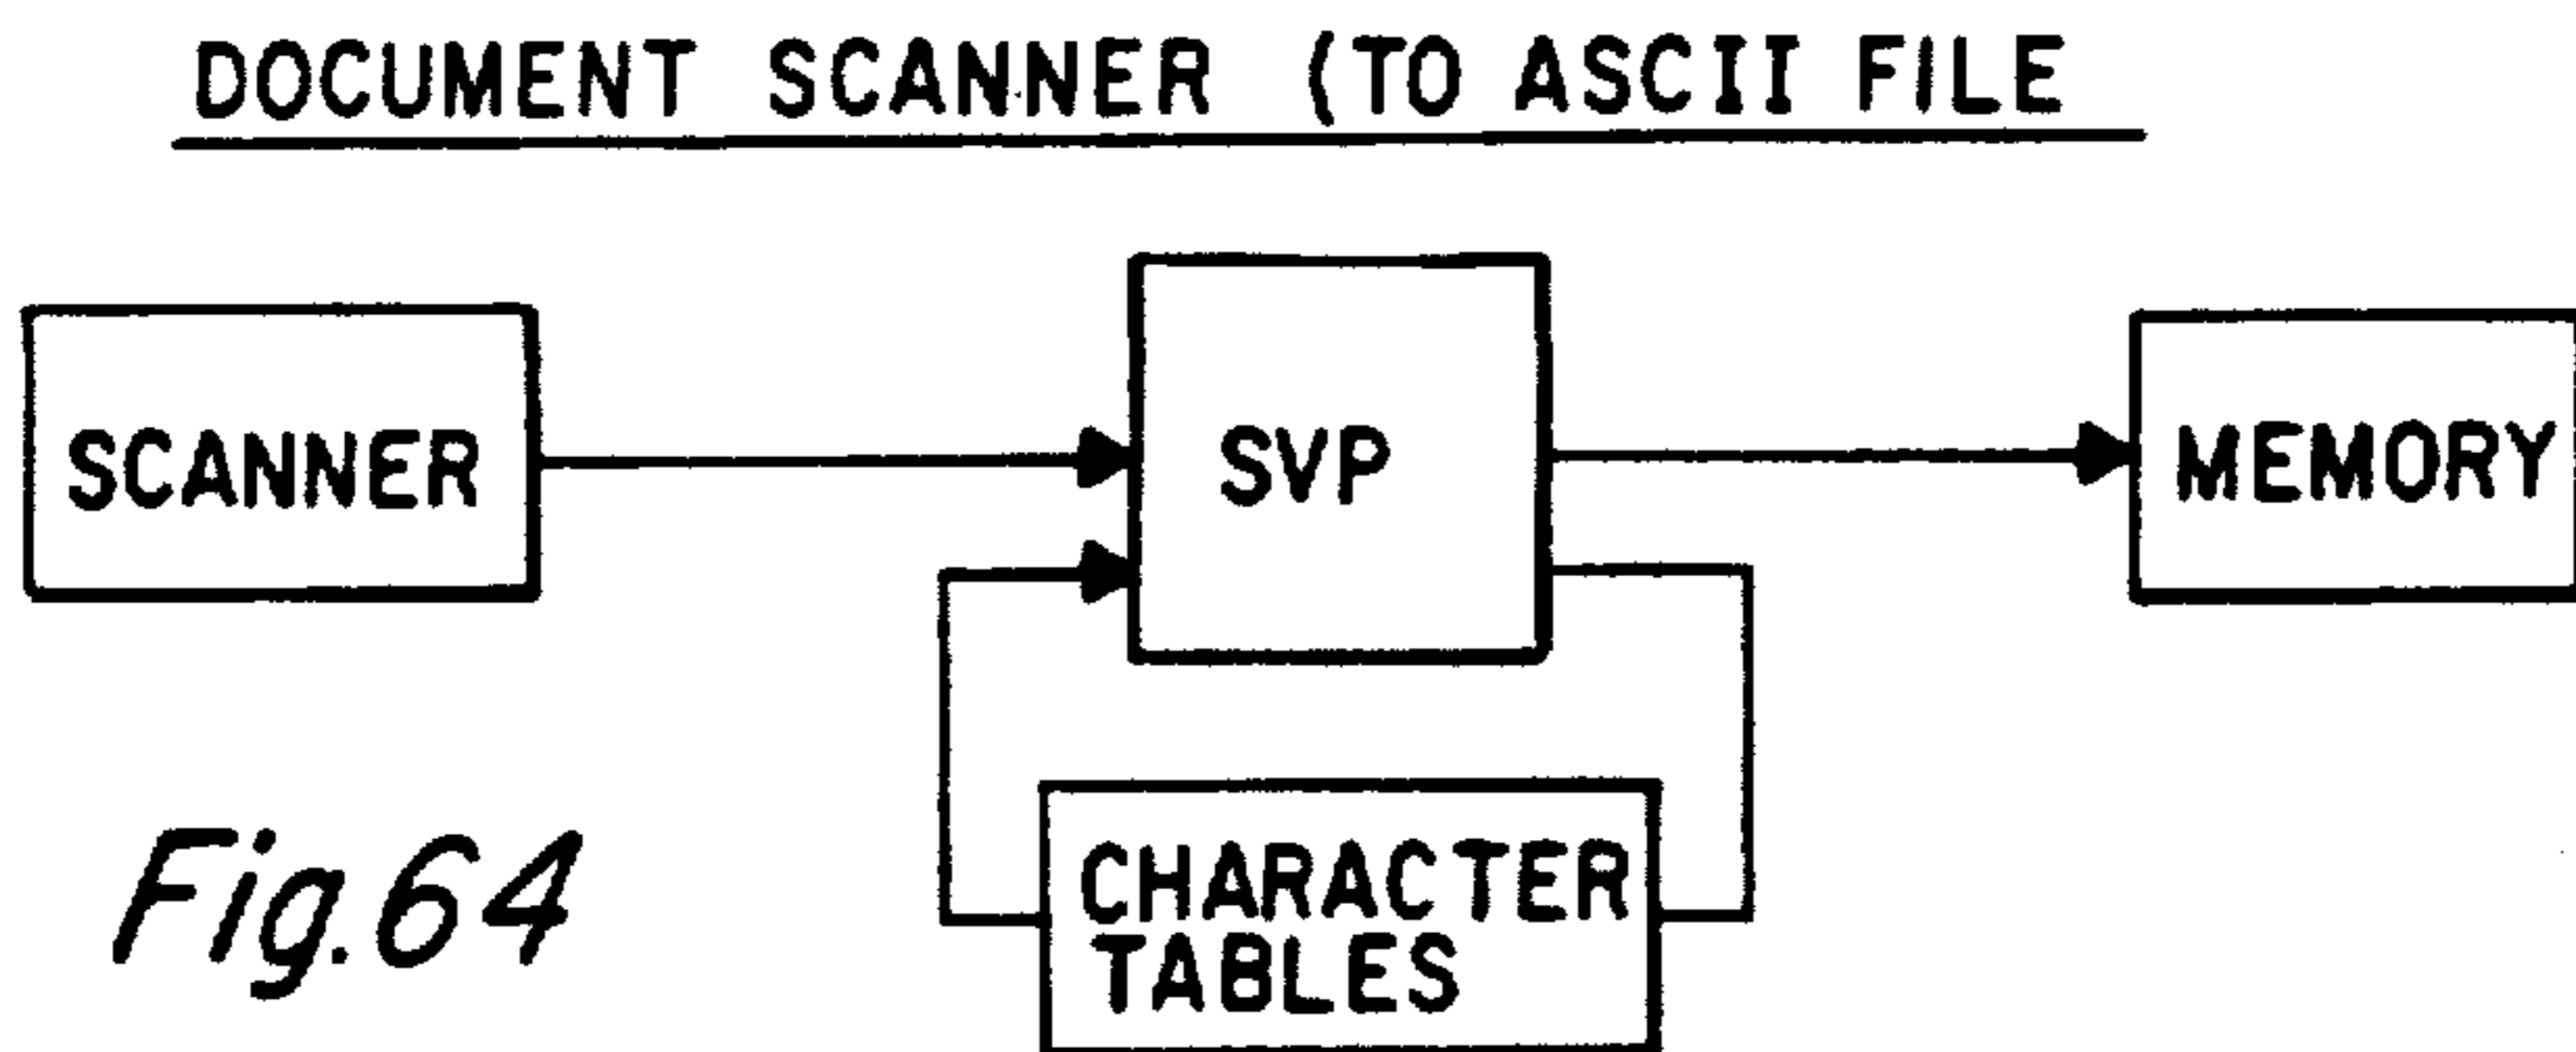 DOCUMENT SCANNER (TO ASCII FILE
SCANNER
SVP
MEMORY
CHARACTER
TABLES
Fig.64